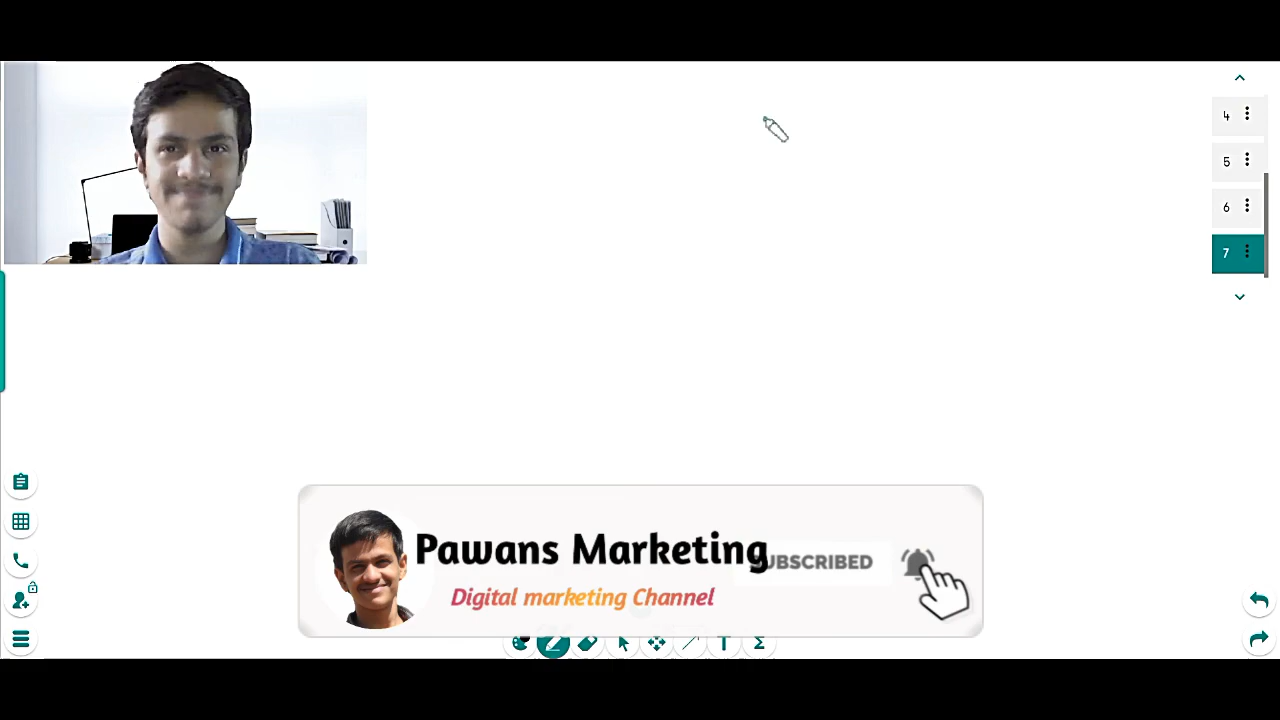 4
5
6
7
Pawans Marketing
UBSCRIBED
Digital marketing Channel
T
Σ